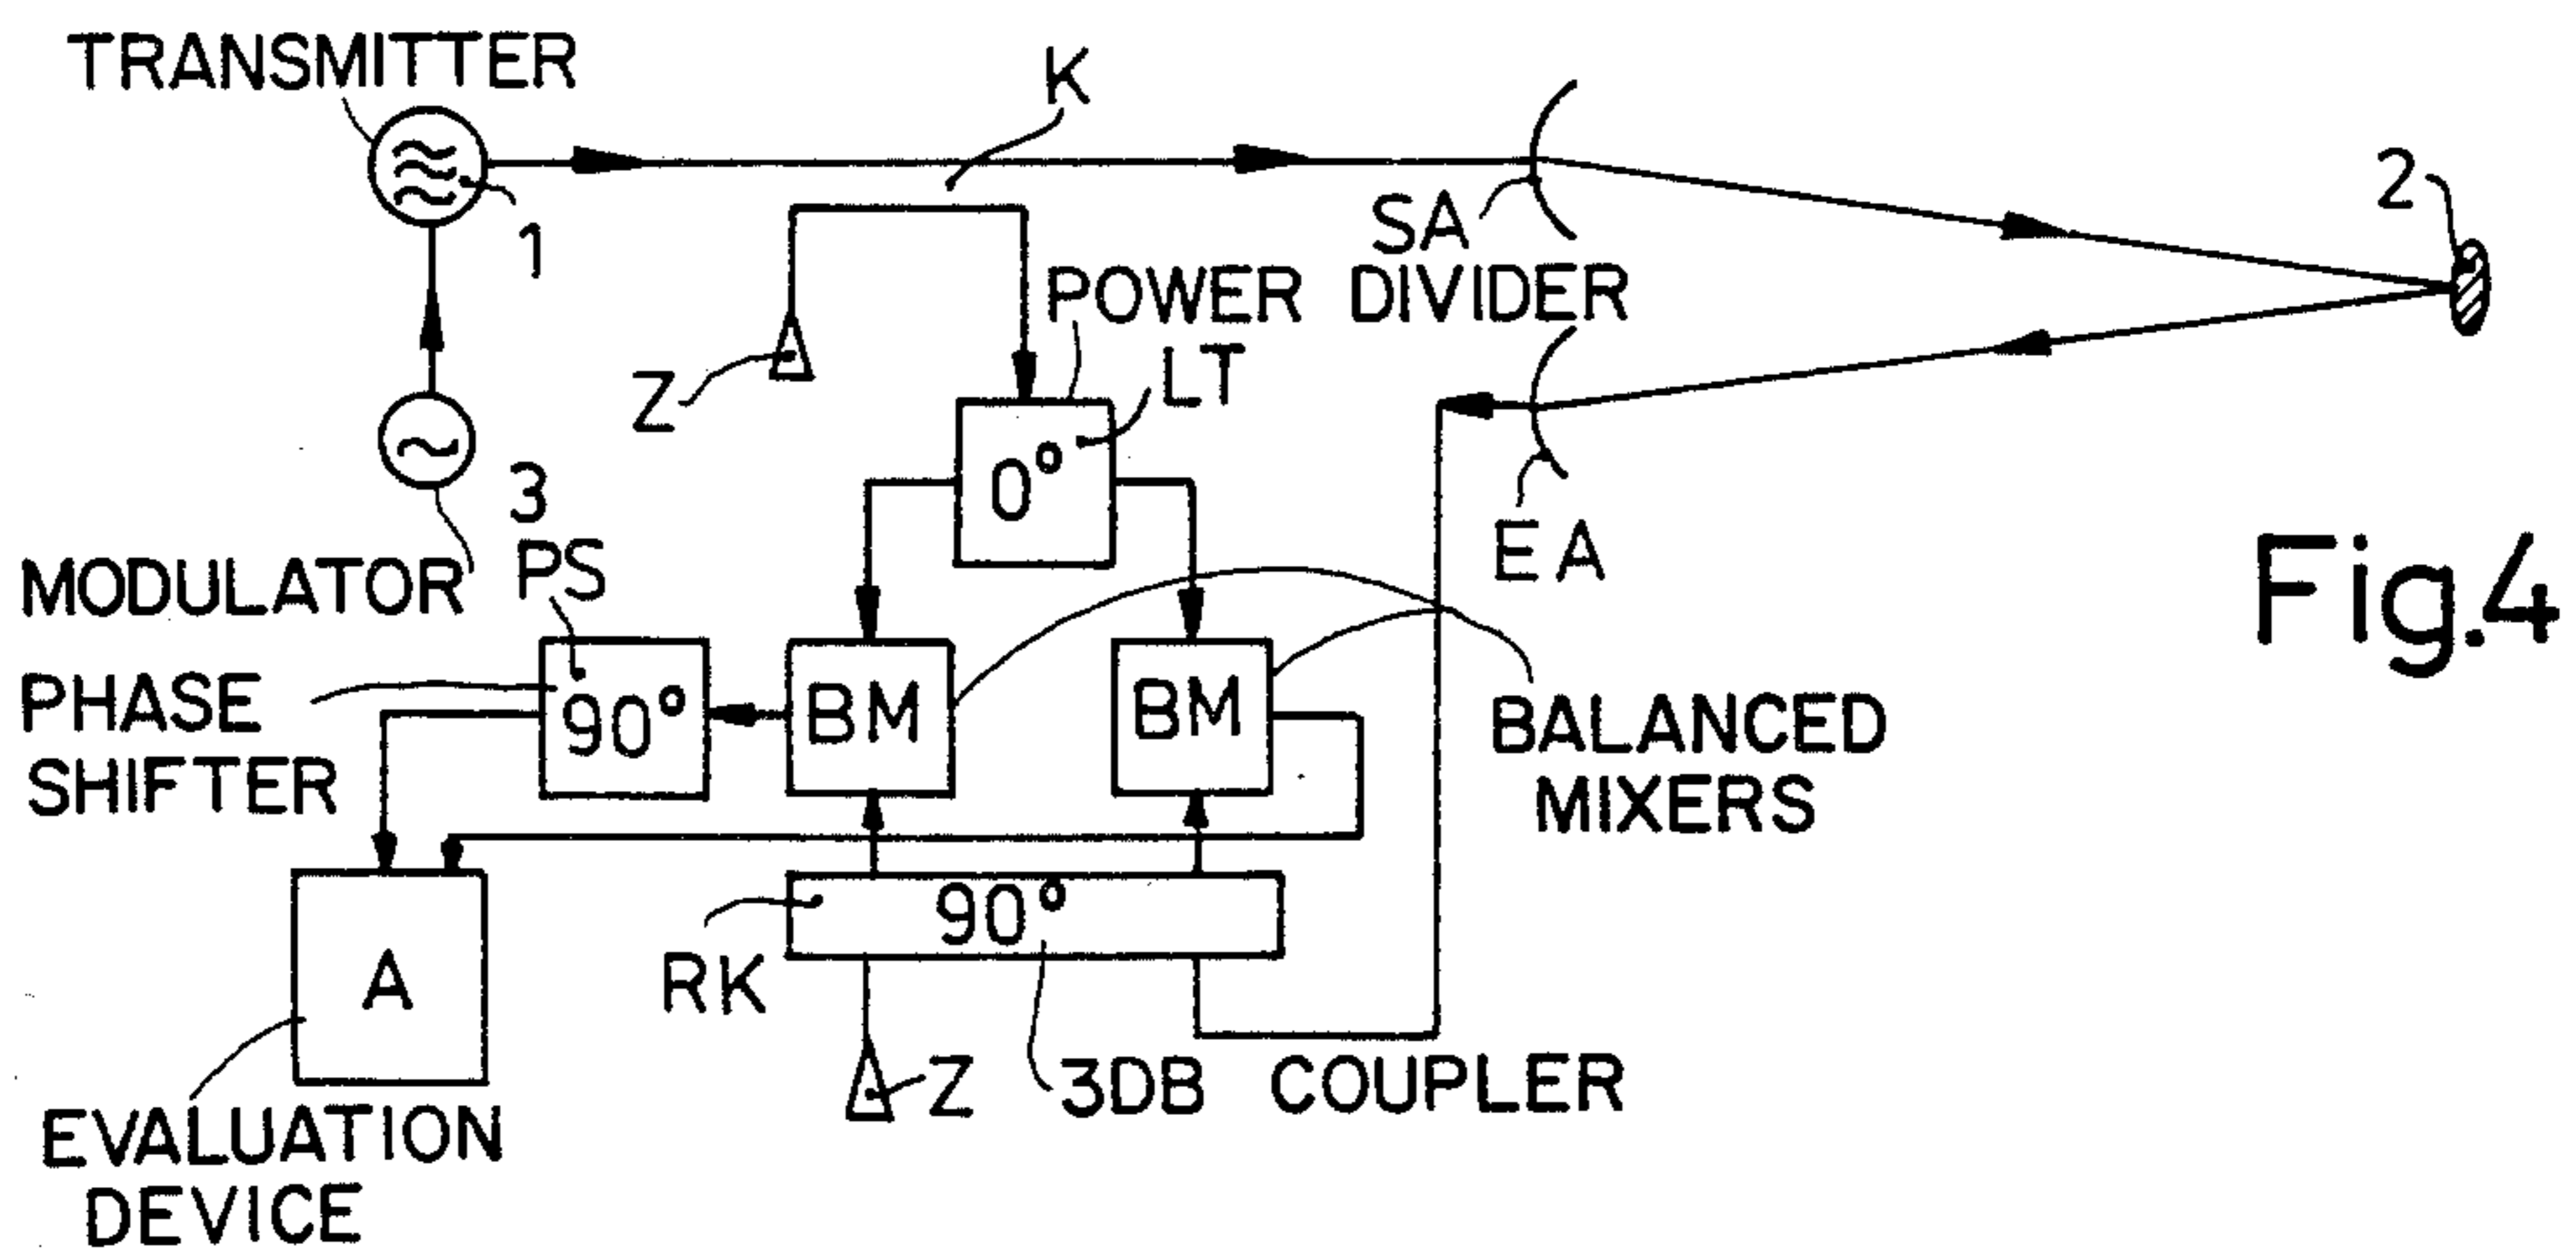 TRANSMITTER
K
1
SA
2
POWER DIVIDER
Z
LT
0°
3
EA
MODULATOR
PS
Fig.4
PHASE
SHIFTER
90°
BM
BM
BALANCED
MIXERS
90°
RK
A
Z
3DB COUPLER
EVALUATION
DEVICE